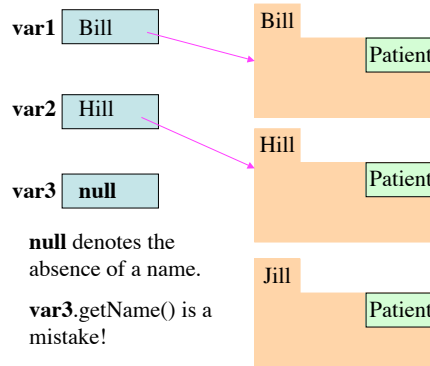 var1 Bill
var2 Hill
var3 null
null denotes the
absence of a name.
var3.getName() is a
mistake!
Bill
Patient
Hill
Patient
Jill
Patient